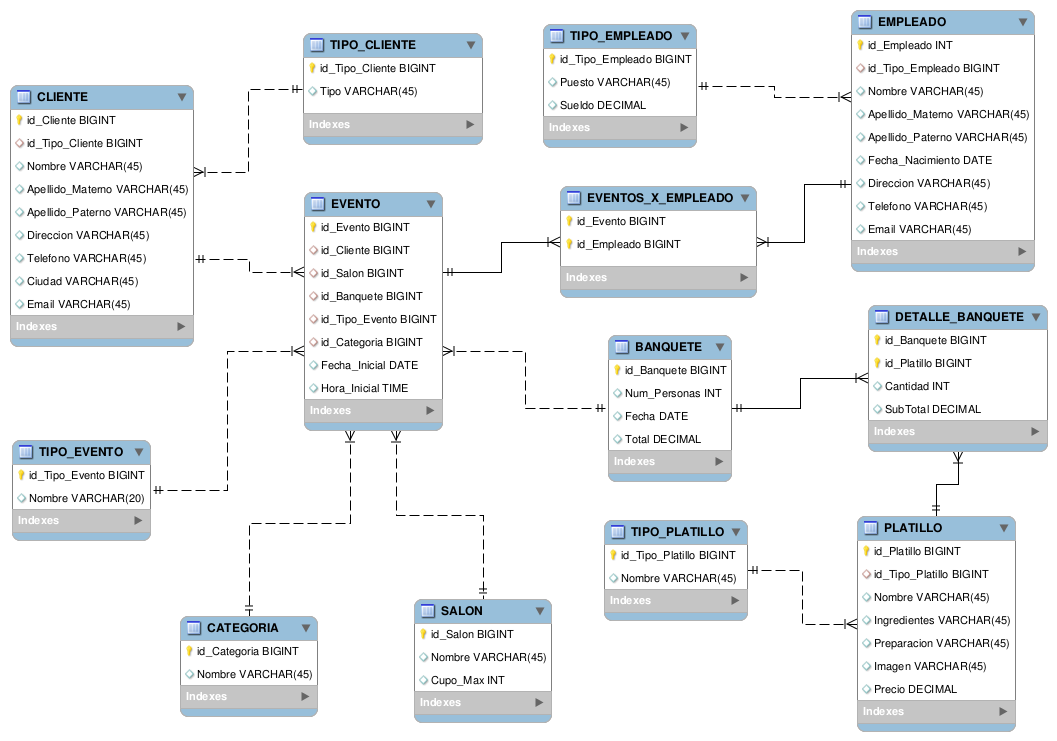 CLIENTE
id_Cliente BIGINT
id_Tipo_Cliente BIGINT
Nombre VARCHAR(45)
Apellido_Materno VARCHAR(45)
Apellido_Paterno VARCHAR(45)
Direccion VARCHAR(45)
Telefono VARCHAR(45)
Ciudad VARCHAR(45)
Email VARCHAR(45)
Indexes
TIPO_CLIENTE
id_Tipo_Cliente BIGINT
Tipo VARCHAR(45)
Indexes
TIPO_EMPLEADO
id_Tipo_Empleado BIGINT
Puesto VARCHAR(45)
Sueldo DECIMAL
Indexes
EMPLEADO
id_Empleado INT
id_Tipo_Empleado BIGINT
Nombre VARCHAR(45)
Apellido_Materno VARCHAR(45)
Apellido_Paterno VARCHAR(45)
Fecha_Nacimiento DATE
Direccion VARCHAR(45)
Telefono VARCHAR(45)
Email VARCHAR(45)
Indexes
EVENTO
id_Evento BIGINT
id_Cliente BIGINT
id_Salon BIGINT
id_Banquete BIGINT
id_Tipo_Evento BIGINT
id_Categoria BIGINT
Fecha_Inicial DATE
Hora_Inicial TIME
Indexes
EVENTOS_X_EMPLEADO
id_Evento BIGINT
id_Empleado BIGINT
Indexes
BANQUETE
id_Banquete BIGINT
Num_Personas INT
Fecha DATE
Total DECIMAL
Indexes
DETALLE_BANQUETE
id_Banquete BIGINT
id_Platillo BIGINT
Cantidad INT
SubTotal DECIMAL
Indexes
TIPO_EVENTO
id_Tipo_Evento BIGINT
Nombre VARCHAR(20)
Indexes
TIPO_PLATILLO
id_Tipo_Platillo BIGINT
Nombre VARCHAR(45)
Indexes
PLATILLO
id_Platillo BIGINT
id_Tipo_Platillo BIGINT
Nombre VARCHAR(45)
Ingredientes VARCHAR(45)
Preparacion VARCHAR(45)
Imagen VARCHAR(45)
Precio DECIMAL
Indexes
CATEGORIA
id_Categoria BIGINT
Nombre VARCHAR(45)
Indexes
SALON
id_Salon BIGINT
Nombre VARCHAR(45)
Cupo_Max INT
Indexes